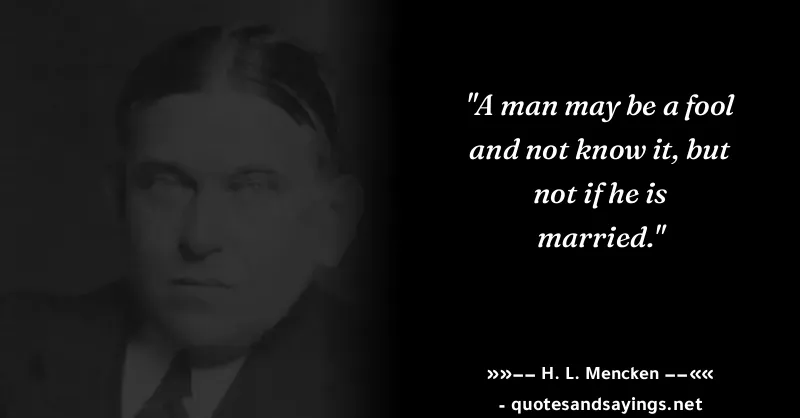 "A man may be a fool
and not know it, but
not if he is
married."
»»−− H. L. Mencken −−««
- quotesandsayings.net